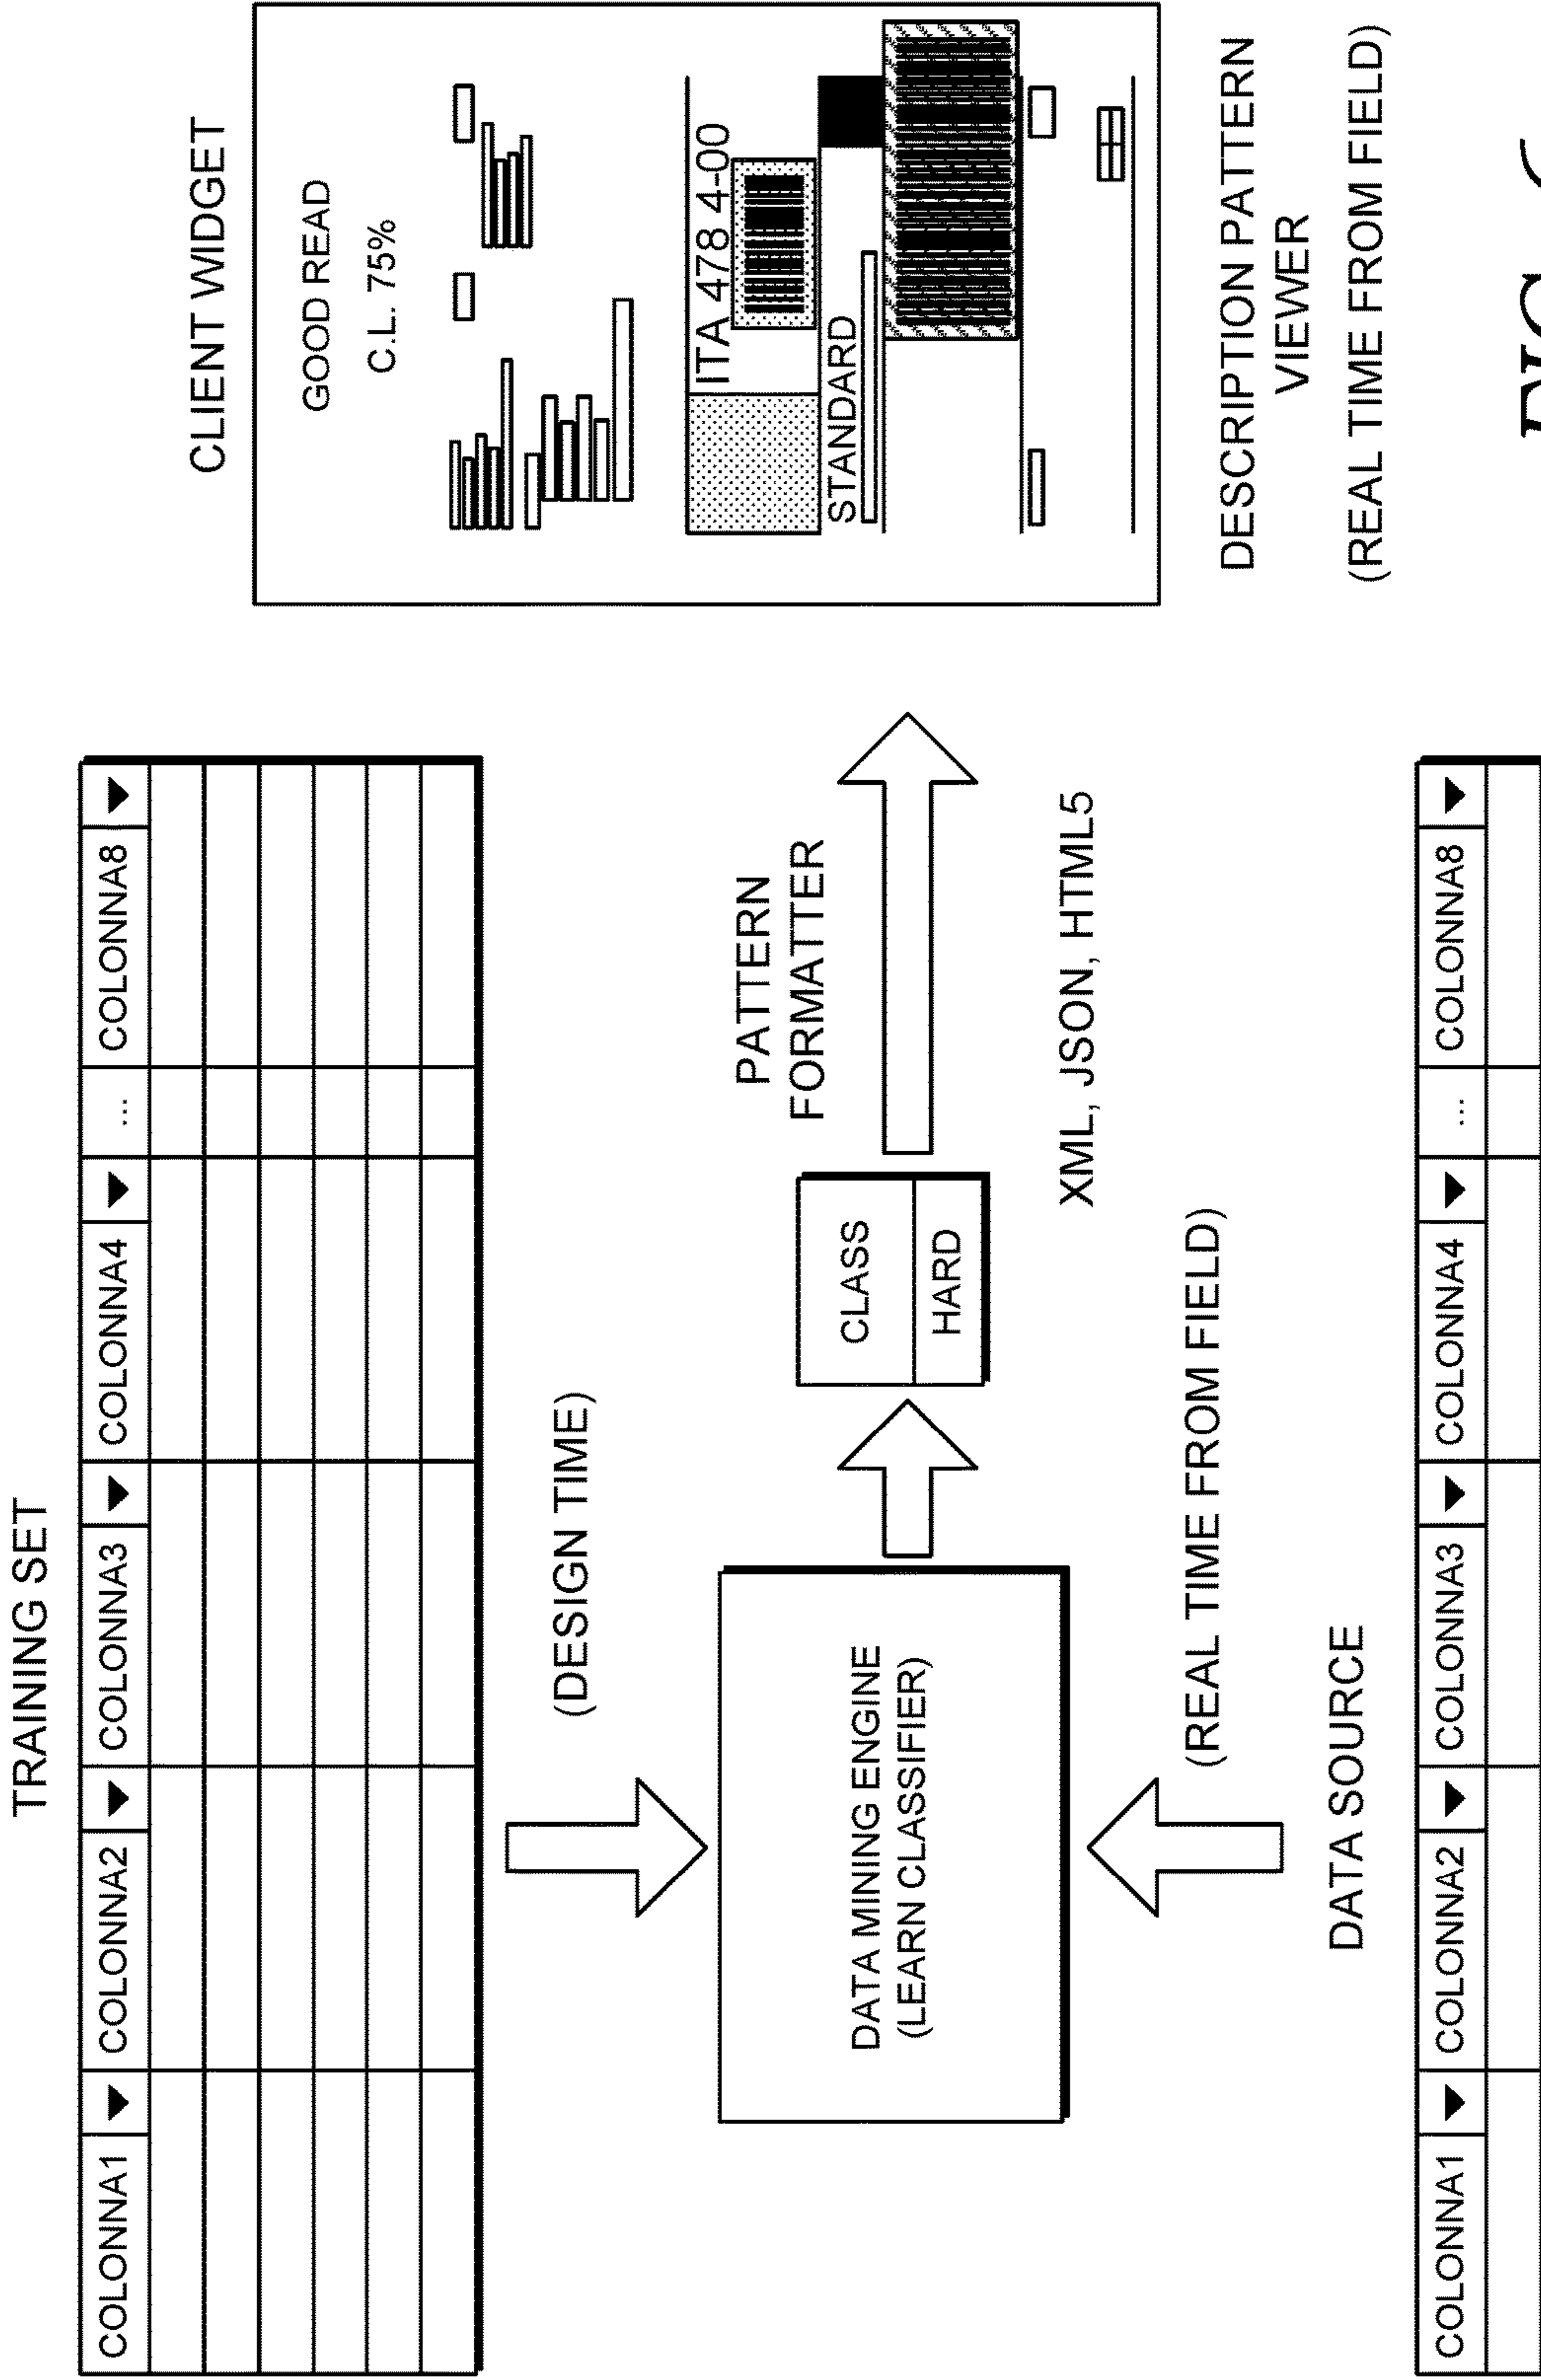 TRAINING SET
COLONNA1 COLONNA2 COLONNA3 COLONNA4 ... COLONNA8
(DESIGN TIME)
DATA MINING ENGINE
(LEARN CLASSIFIER)
CLASS
HARD
PATTERN
FORMATTER
XML, JSON, HTML5
(REAL TIME FROM FIELD)
DATA SOURCE
COLONNA1 COLONNA2 COLONNA3 COLONNA4 ... COLONNA8
CLIENT WIDGET
GOOD READ
C.L. 75%
ITA 478 4-00
STANDARD
DESCRIPTION PATTERN
VIEWER
(REAL TIME FROM FIELD)